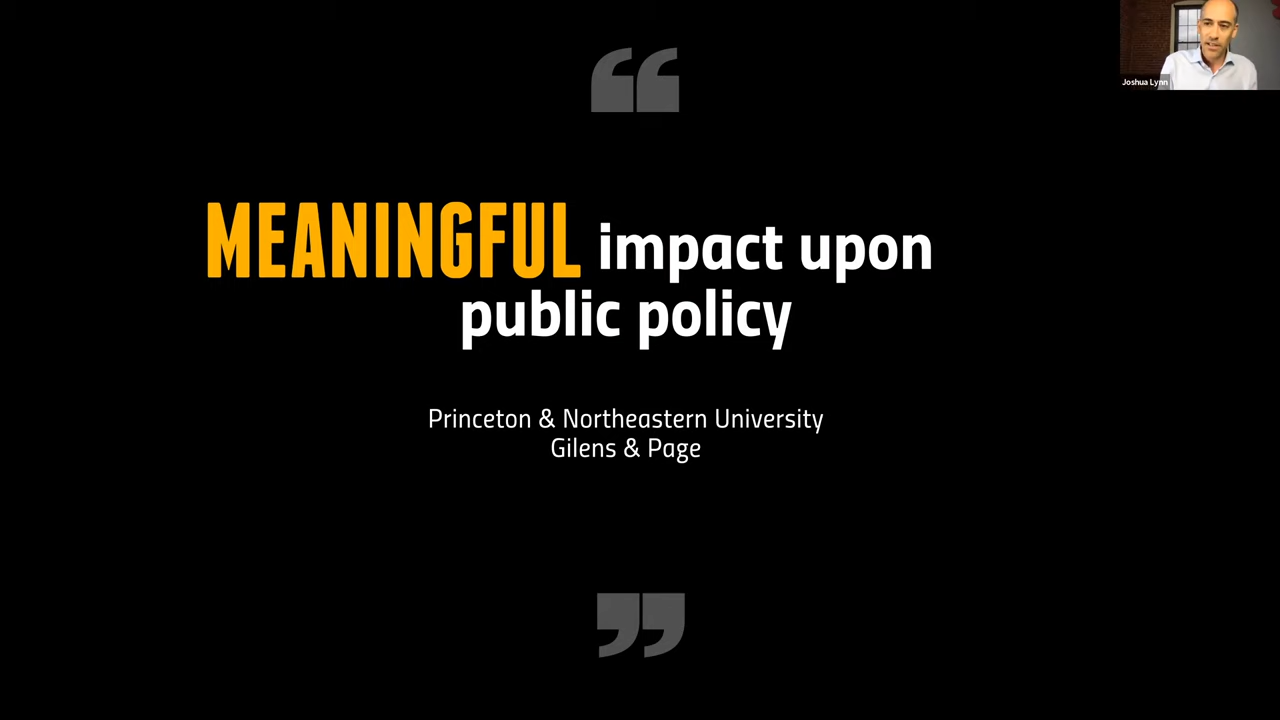 “
MEANINGFUL impact upon
public policy
Princeton & Northeastern University
Gilens & Page
”
Joshua Lynn